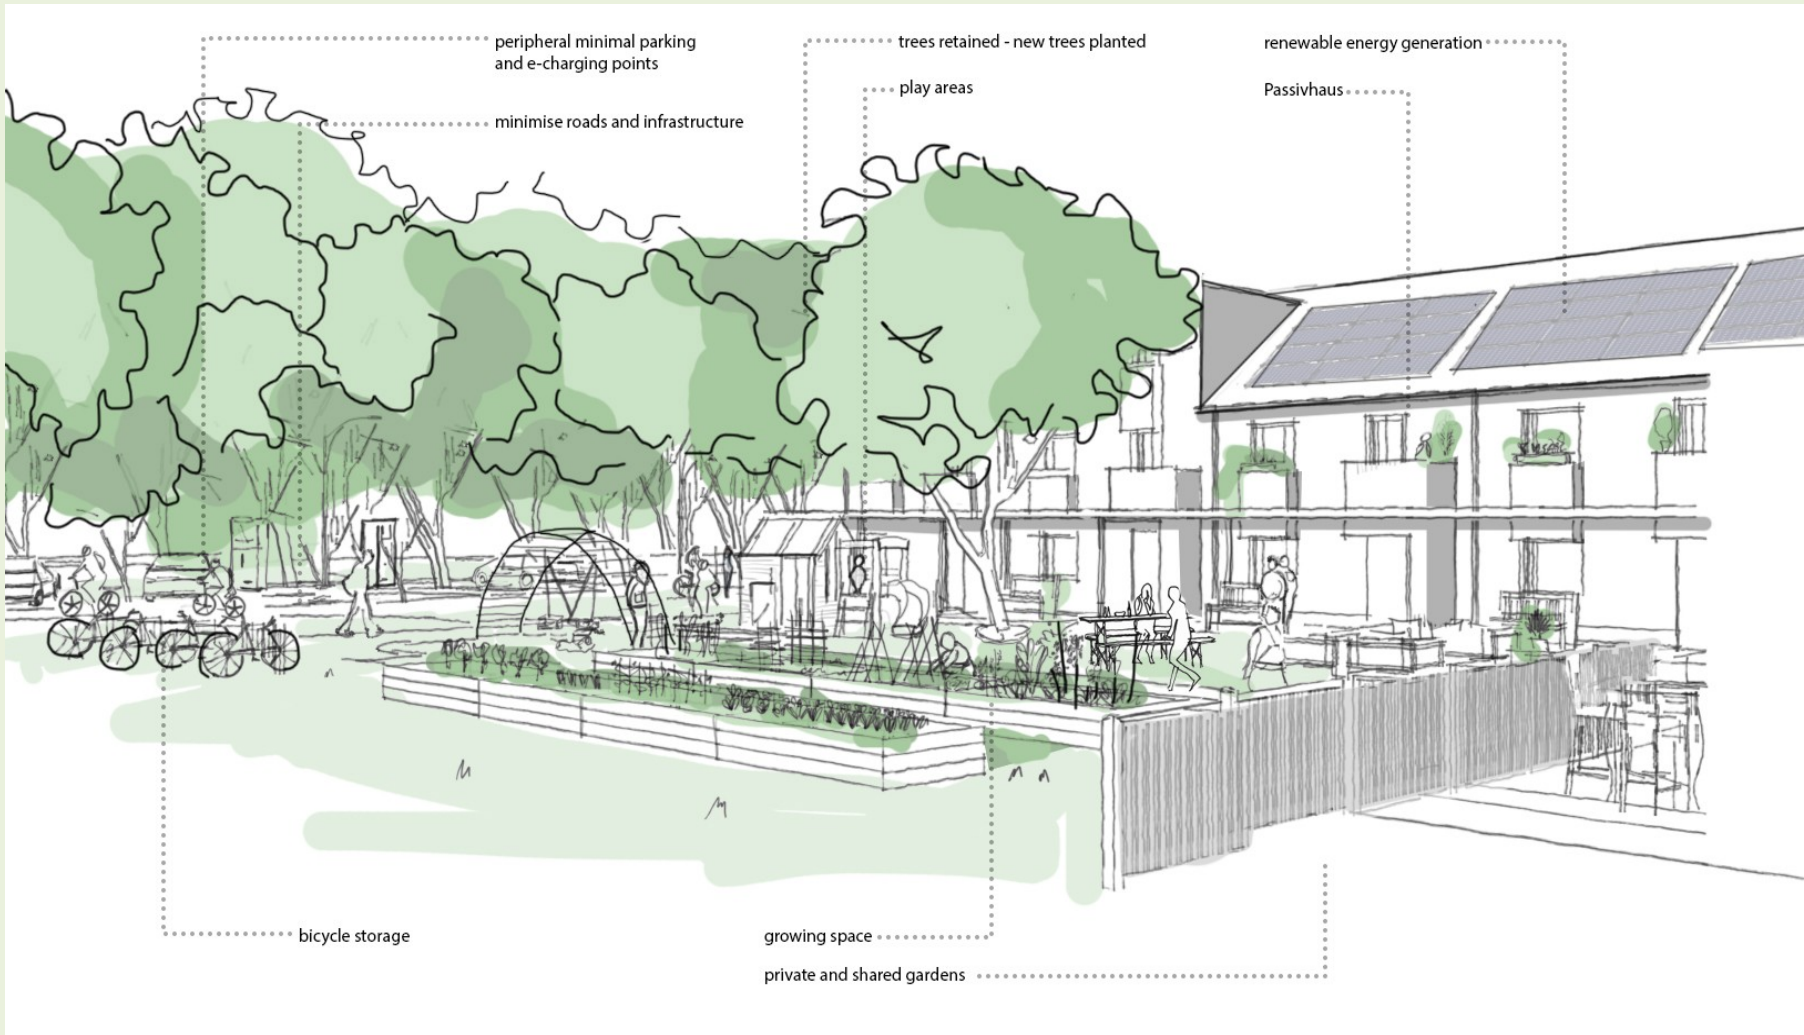 peripheral minimal parking
and e-charging points
trees retained - new trees planted
renewable energy generation
play areas
Passivhaus
minimise roads and infrastructure
bicycle storage
growing space
private and shared gardens